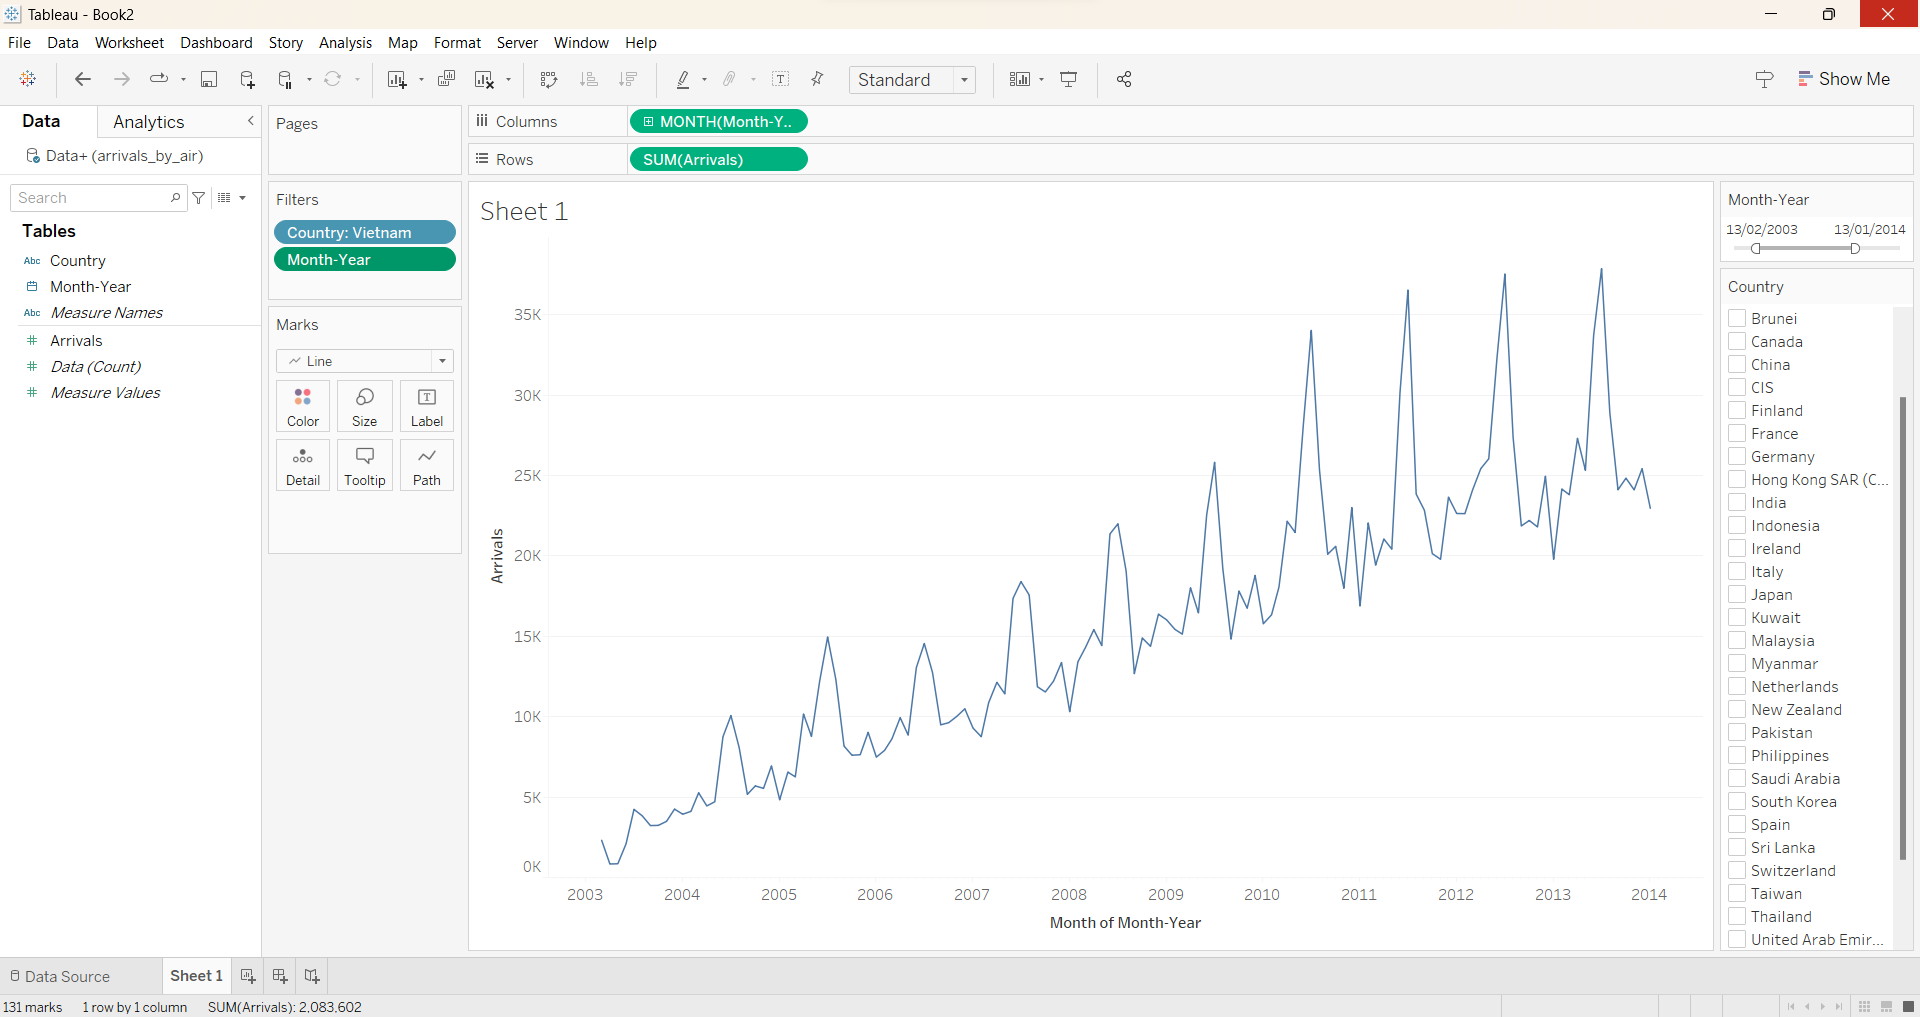 Tableau - Book2
File Data Worksheet Dashboard Story Analysis Map Format Server Window Help
Standard
Show Me
Data Analytics
Data+ (arrivals_by_air)
Search
Tables
Abc Country
Month-Year
Abc Measure Names
Arrivals
Data (Count)
Measure Values
Pages
Filters
Country: Vietnam
Month-Year
Marks
Line
Color Size Label
Detail Tooltip Path
Columns MONTH(Month-Y..
Rows SUM(Arrivals)
Sheet 1
Arrivals
35K
30K
25K
20K
15K
10K
5K
0K
2003 2004 2005 2006 2007 2008 2009 2010 2011 2012 2013 2014
Month of Month-Year
Month-Year
13/02/2003 13/01/2014
Country
Brunei
Canada
China
CIS
Finland
France
Germany
Hong Kong SAR (C...
India
Indonesia
Ireland
Italy
Japan
Kuwait
Malaysia
Myanmar
Netherlands
New Zealand
Pakistan
Philippines
Saudi Arabia
South Korea
Spain
Sri Lanka
Switzerland
Taiwan
Thailand
United Arab Emir...
Data Source Sheet 1
131 marks 1 row by 1 column SUM(Arrivals): 2,083,602